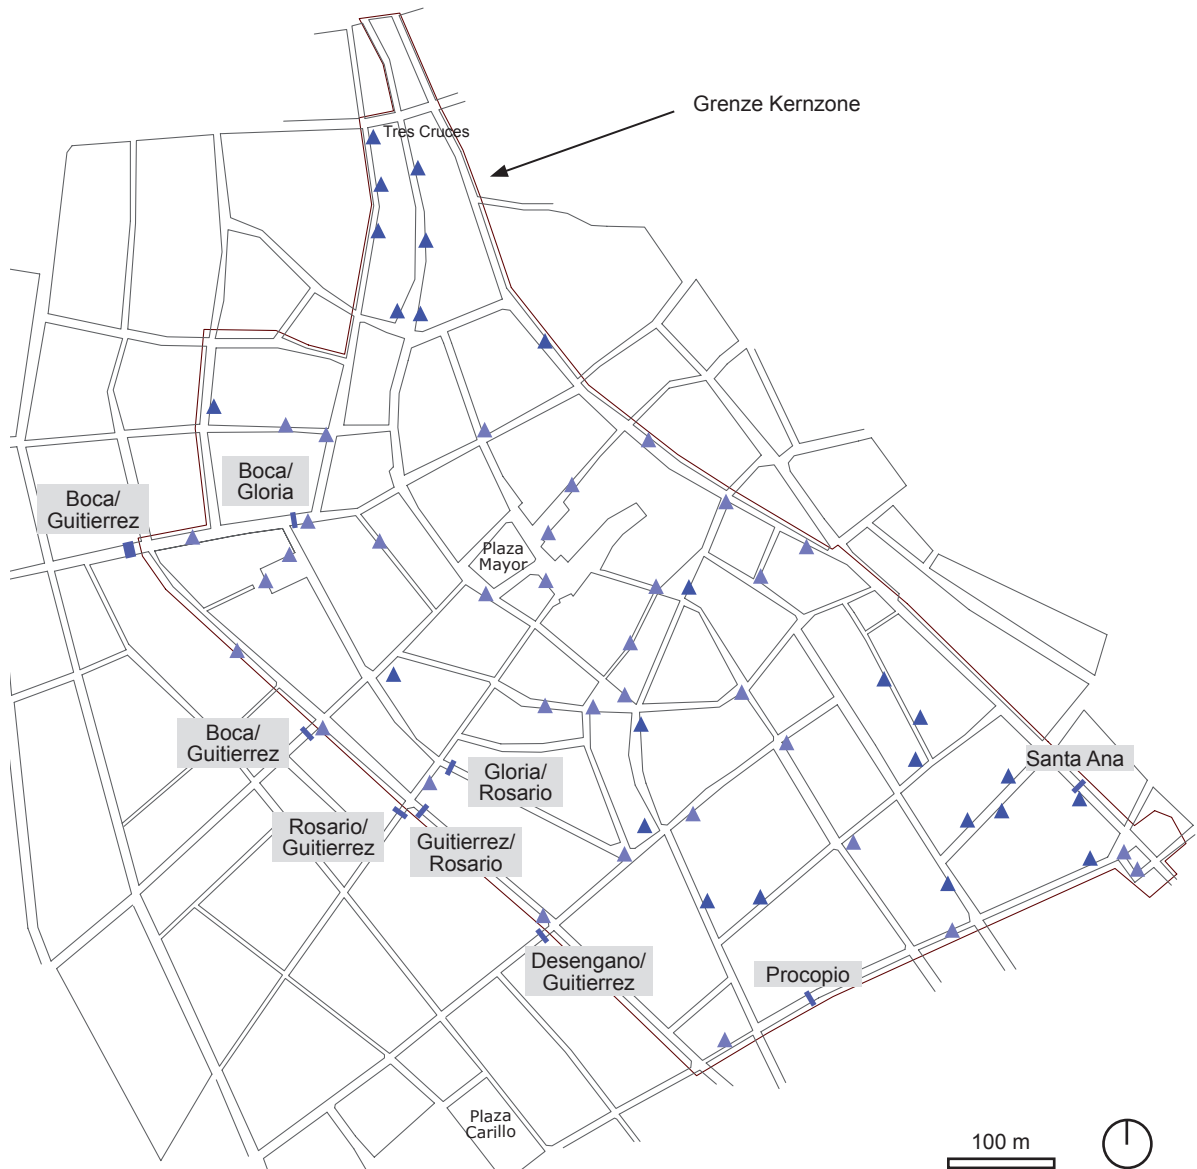 Grenze Kernzone
Tres Cruces
Boca/
Gloria
Boca/
Guitierrez
Plaza
Mayor
Boca/
Guitierrez
Gloria/
Rosario
Santa Ana
Rosario/
Guitierrez
Guitierrez/
Rosario
Desengano/
Guitierrez
Procopio
Plaza
Carillo
100 m